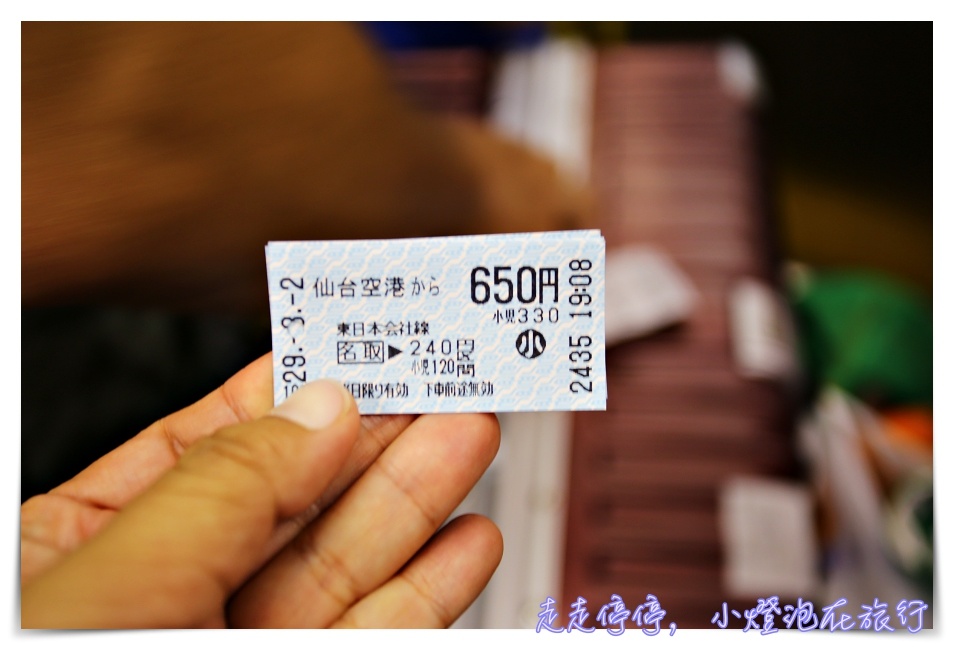 仙台空港から 650円
小児330
東日本会社線
名取▶240円区間
小児120
小
日限り有効 下車前途無効
29.-3.-2
2435 19:08
走走停停，小燈泡在旅行